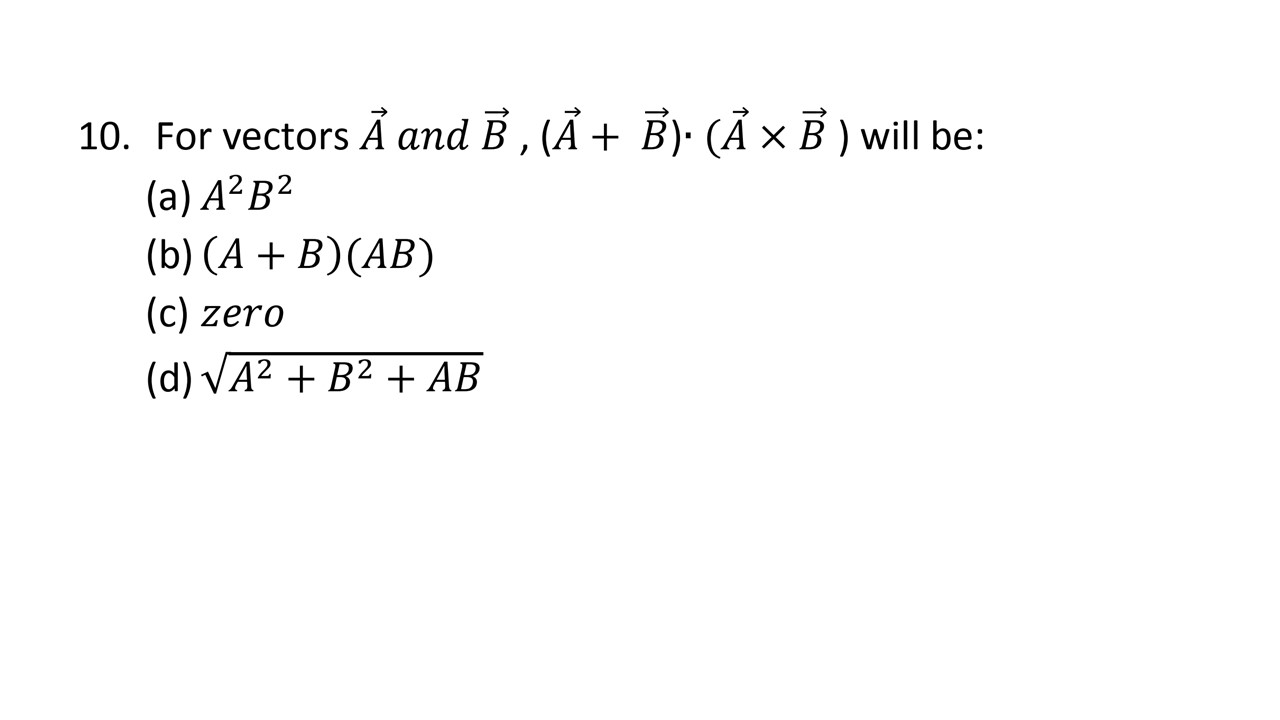 10. For vectors A⃗ and B⃗ , (A⃗ + B⃗)· (A⃗ × B⃗ ) will be:
(a) A²B²
(b) (A + B)(AB)
(c) zero
(d) √(A² + B² + AB)